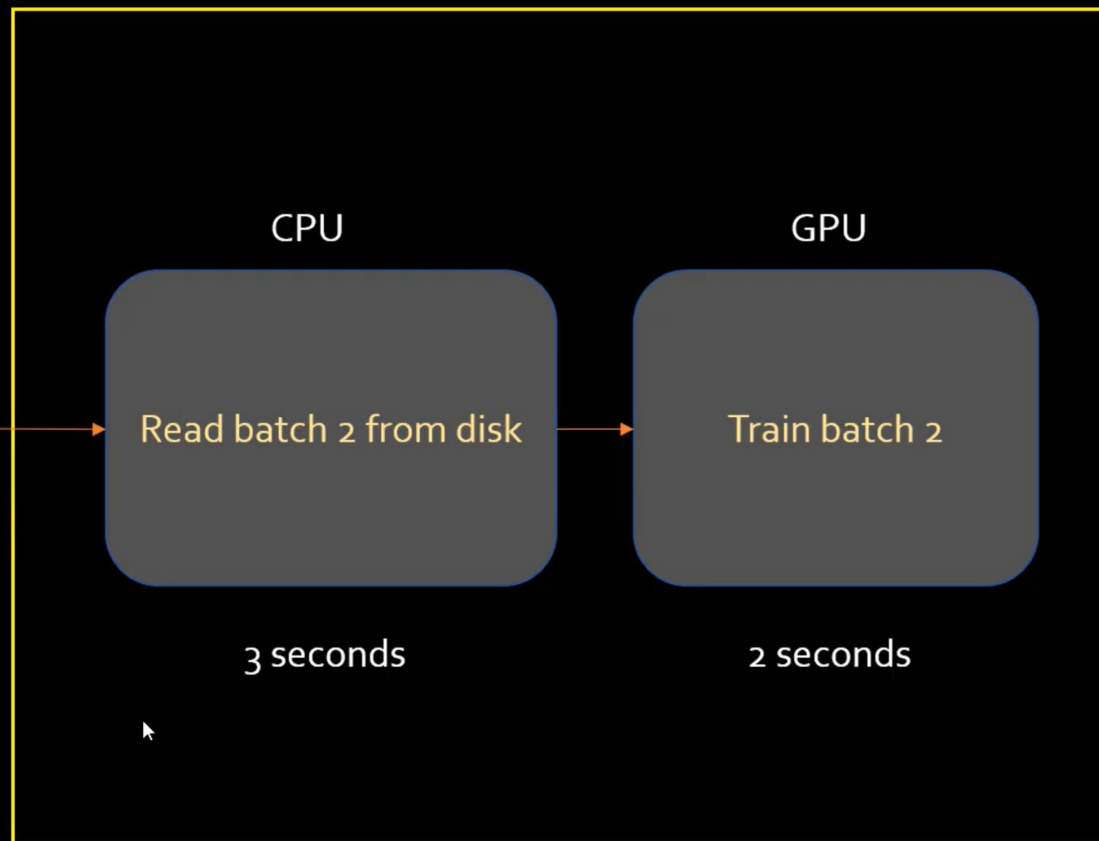 CPU
GPU
Read batch 2 from disk
Train batch 2
3 seconds
2 seconds